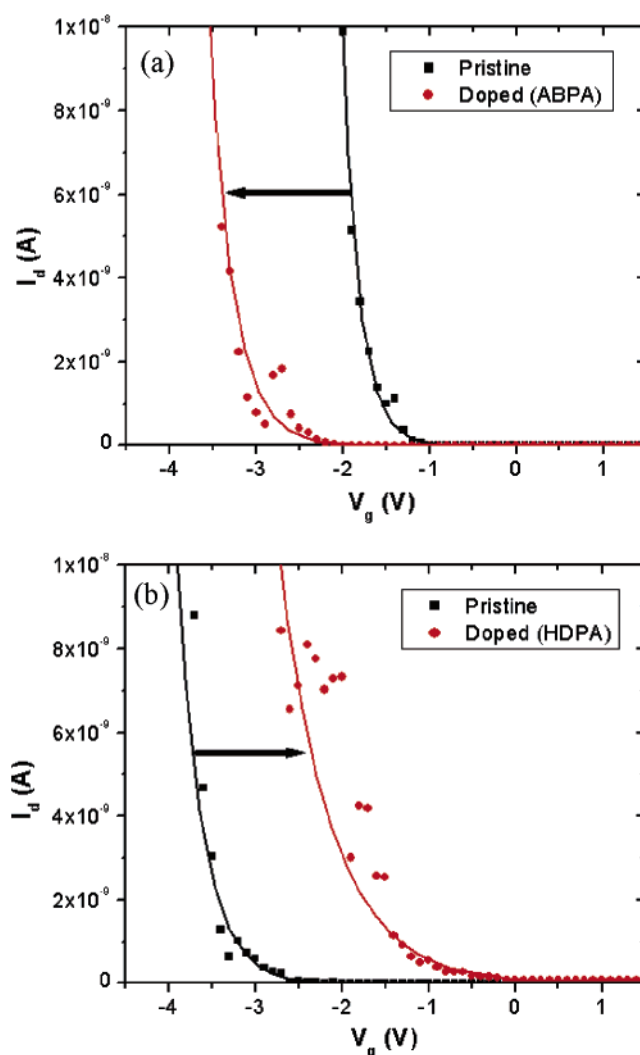 (a)
Pristine
Doped (ABPA)
1x10⁻⁸
8x10⁻⁹
6x10⁻⁹
4x10⁻⁹
2x10⁻⁹
0
I_d (A)
-4 -3 -2 -1 0 1
V_g (V)
(b)
Pristine
Doped (HDPA)
1x10⁻⁸
8x10⁻⁹
6x10⁻⁹
4x10⁻⁹
2x10⁻⁹
0
I_d (A)
-4 -3 -2 -1 0 1
V_g (V)